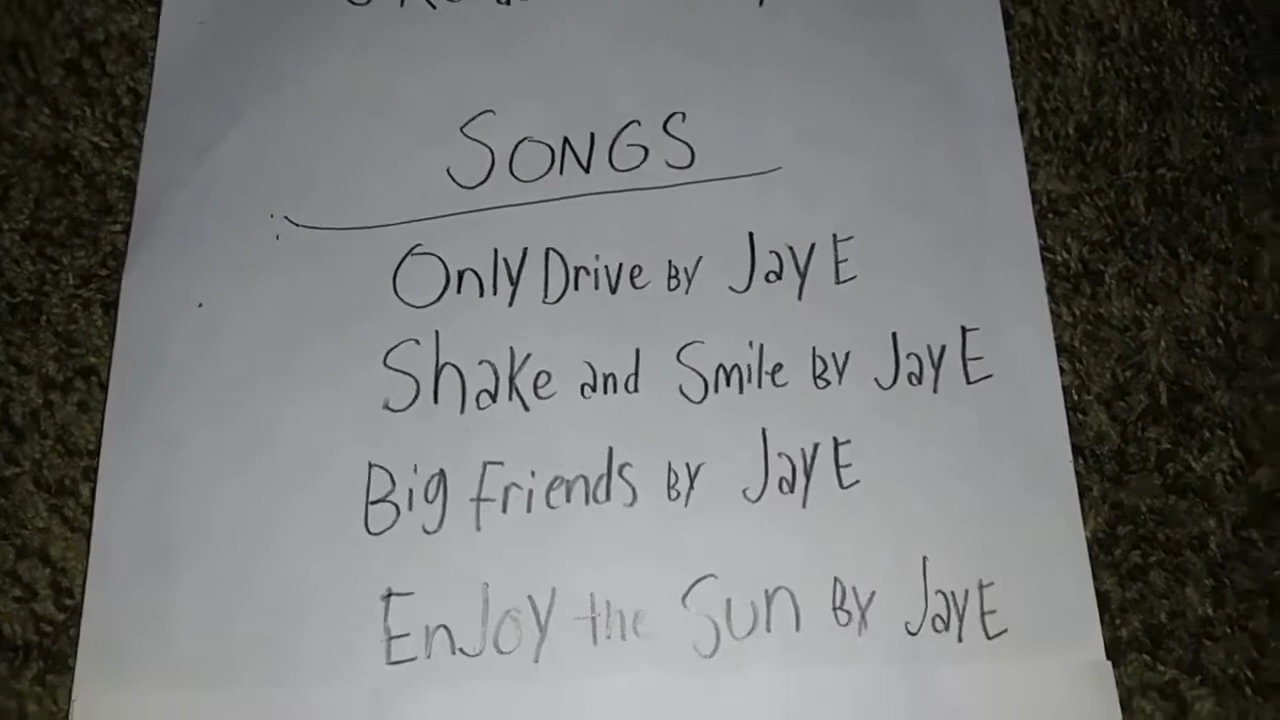 SONGS
Only Drive by Jay E
Shake and Smile by Jay E
Big Friends by Jay E
EnJoy the Sun by Jay E